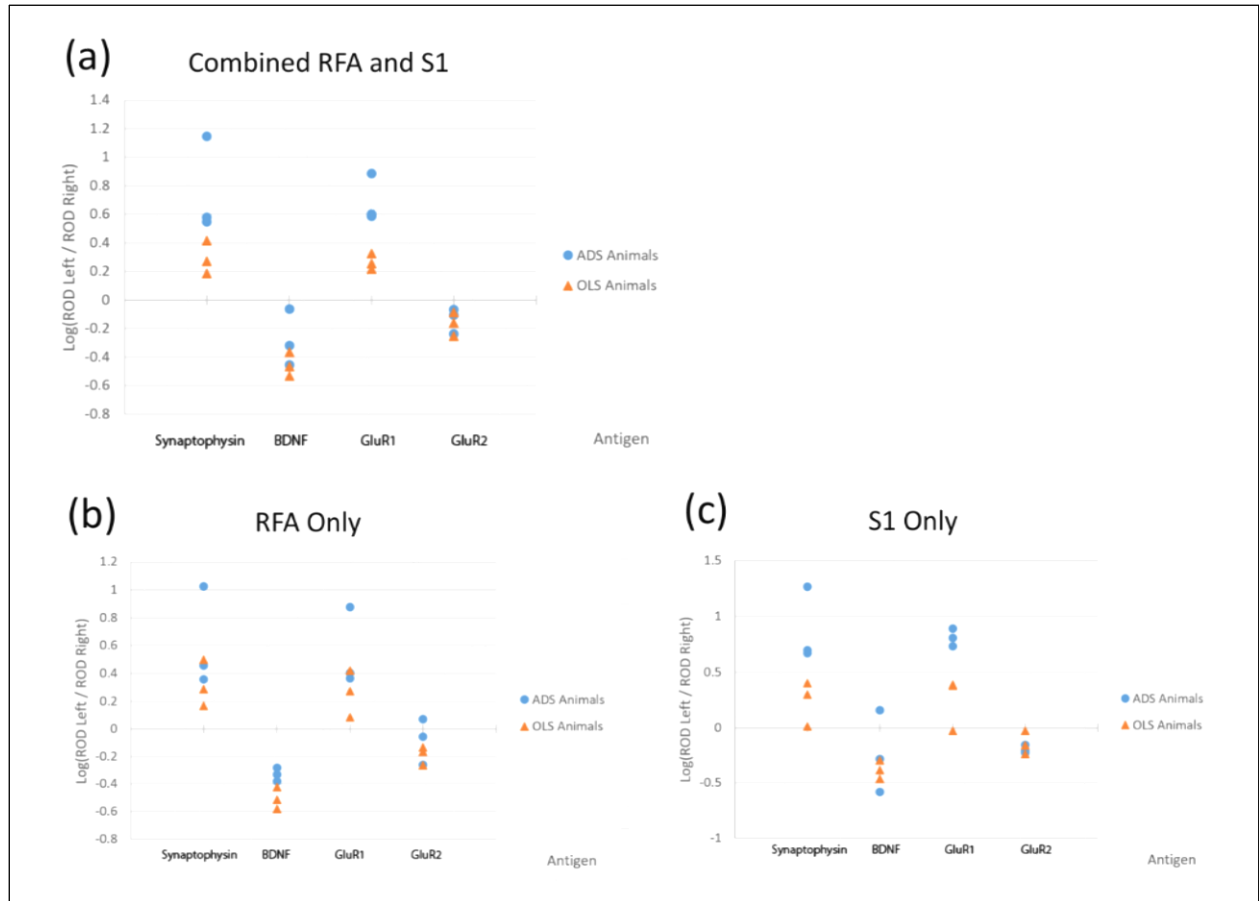 (a)
Combined RFA and S1
Log(ROD Left / ROD Right)
1.4
1.2
1
0.8
0.6
0.4
0.2
0
-0.2
-0.4
-0.6
-0.8
Synaptophysin BDNF GluR1 GluR2
Antigen
ADS Animals
OLS Animals
(b)
RFA Only
Log(ROD Left / ROD Right)
1.2
1
0.8
0.6
0.4
0.2
0
-0.2
-0.4
-0.6
-0.8
Synaptophysin BDNF GluR1 GluR2
Antigen
ADS Animals
OLS Animals
(c)
S1 Only
Log(ROD Left / ROD Right)
1.5
1
0.5
0
-0.5
-1
Synaptophysin BDNF GluR1 GluR2
Antigen
ADS Animals
OLS Animals